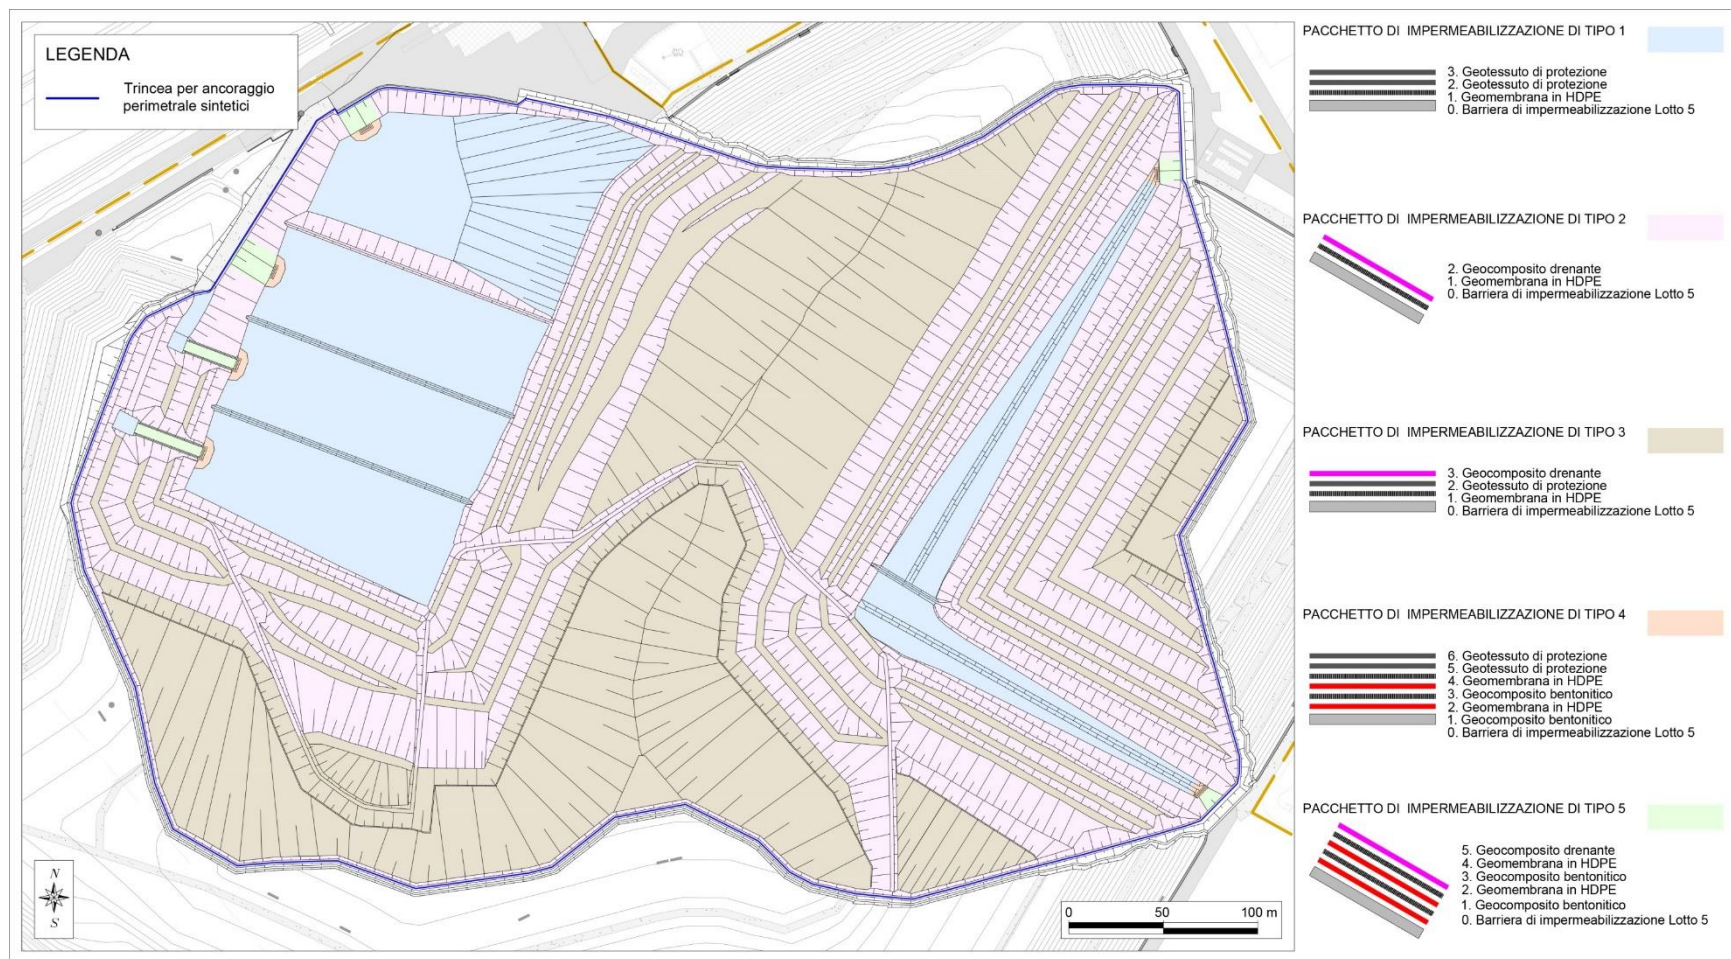 LEGENDA
Trincea per ancoraggio
perimetrale sintetici
N
S
0 50 100 m
PACCHETTO DI IMPERMEABILIZZAZIONE DI TIPO 1
3. Geotessuto di protezione
2. Geotessuto di protezione
1. Geomembrana in HDPE
0. Barriera di impermeabilizzazione Lotto 5
PACCHETTO DI IMPERMEABILIZZAZIONE DI TIPO 2
2. Geocomposito drenante
1. Geomembrana in HDPE
0. Barriera di impermeabilizzazione Lotto 5
PACCHETTO DI IMPERMEABILIZZAZIONE DI TIPO 3
3. Geocomposito drenante
2. Geotessuto di protezione
1. Geomembrana in HDPE
0. Barriera di impermeabilizzazione Lotto 5
PACCHETTO DI IMPERMEABILIZZAZIONE DI TIPO 4
6. Geotessuto di protezione
5. Geotessuto di protezione
4. Geomembrana in HDPE
3. Geocomposito bentonitico
2. Geomembrana in HDPE
1. Geocomposito bentonitico
0. Barriera di impermeabilizzazione Lotto 5
PACCHETTO DI IMPERMEABILIZZAZIONE DI TIPO 5
5. Geocomposito drenante
4. Geomembrana in HDPE
3. Geocomposito bentonitico
2. Geomembrana in HDPE
1. Geocomposito bentonitico
0. Barriera di impermeabilizzazione Lotto 5